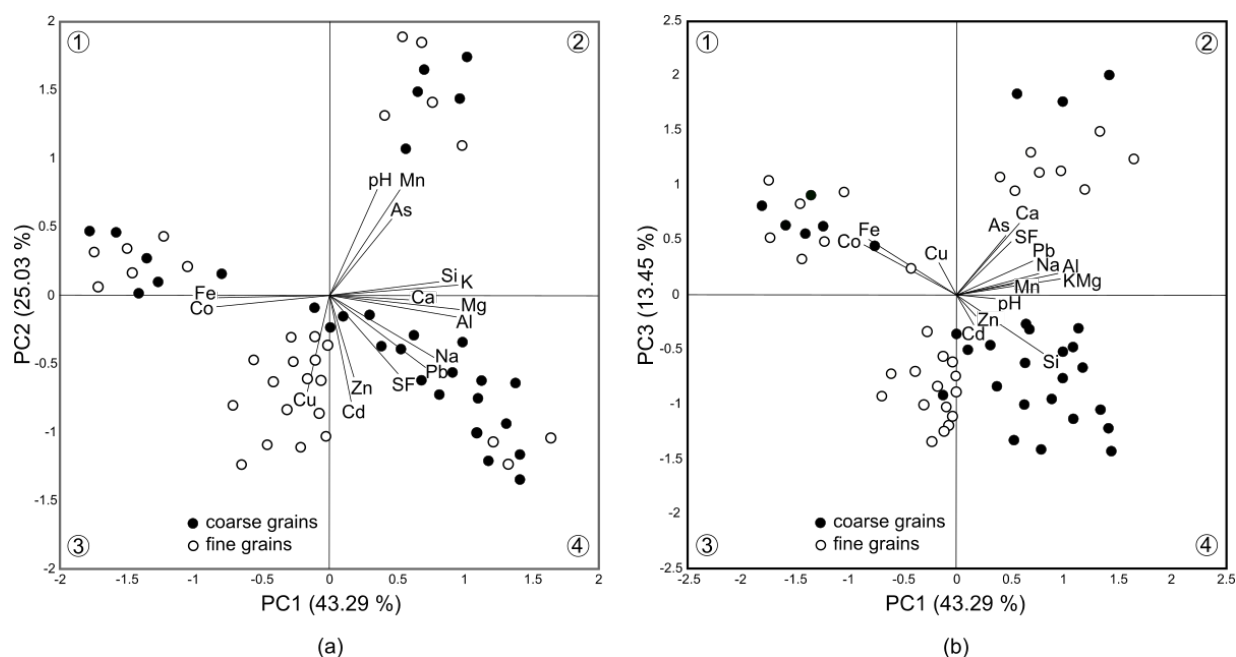 ① ②
2
1.5
1
0.5
0
-0.5
-1
-1.5
-2
PC2 (25.03 %)
pH Mn
As
Si
K
Fe
Co
Ca
Mg
Al
Na
Pb
SF
Zn
Cd
Cu
● coarse grains
○ fine grains
③ ④
-2 -1.5 -1 -0.5 0 0.5 1 1.5 2
PC1 (43.29 %)
(a)
① ②
2.5
2
1.5
1
0.5
0
-0.5
-1
-1.5
-2
-2.5
PC3 (13.45 %)
Fe
Co
Cu
As
Ca
SF
Pb
Na Al
KMg
Mn
pH
Zn
Cd
Si
● coarse grains
○ fine grains
③ ④
-2.5 -2 -1.5 -1 -0.5 0 0.5 1 1.5 2 2.5
PC1 (43.29 %)
(b)